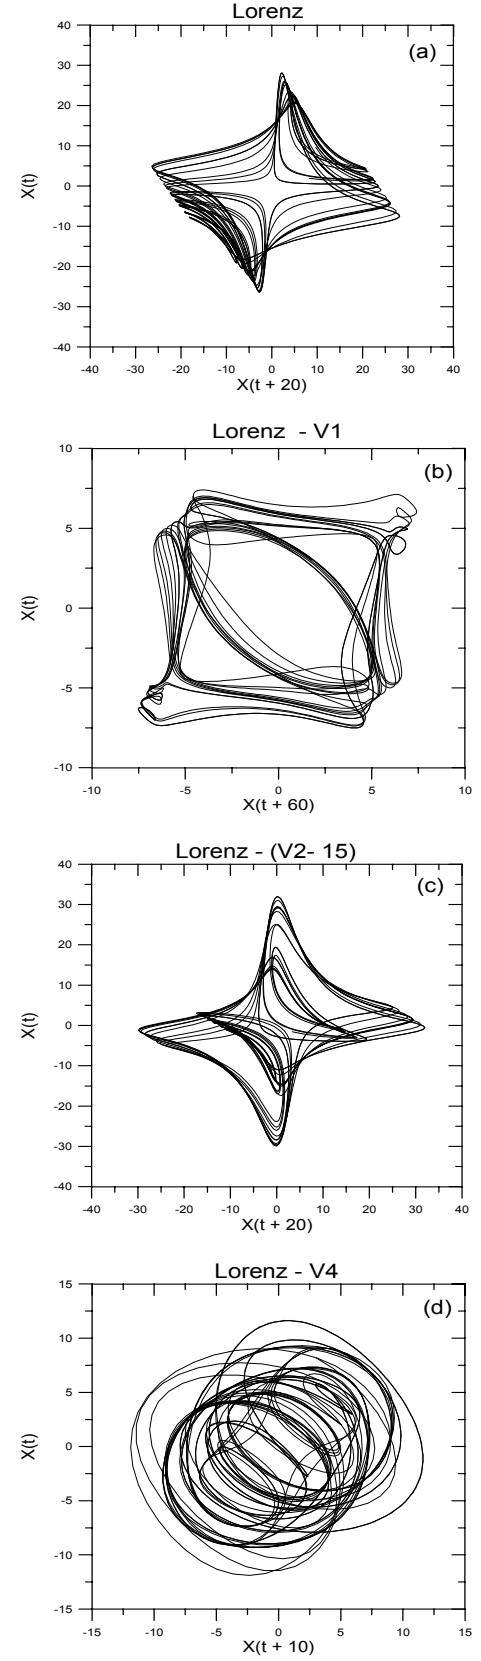 Lorenz
(a)
40
30
20
10
0
-10
-20
-30
-40
X(t)
-40 -30 -20 -10 0 10 20 30 40
X(t + 20)
Lorenz - V1
(b)
10
5
0
-5
-10
X(t)
-10 -5 0 5 10
X(t + 60)
Lorenz - (V2- 15)
(c)
40
30
20
10
0
-10
-20
-30
-40
X(t)
-40 -30 -20 -10 0 10 20 30 40
X(t + 20)
Lorenz - V4
(d)
15
10
5
0
-5
-10
-15
X(t)
-15 -10 -5 0 5 10 15
X(t + 10)